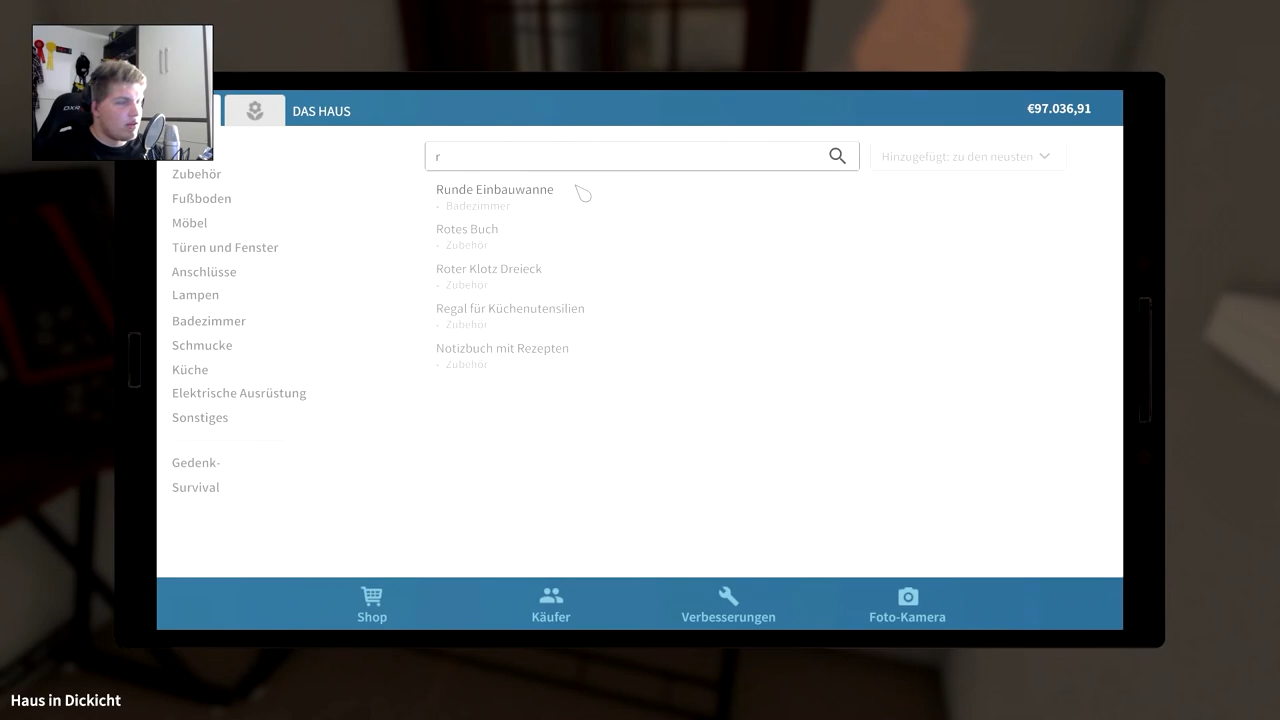 DXR
DAS HAUS
€97.036,91
r
Hinzugefügt: zu den neusten
Zubehör
Fußboden
Möbel
Türen und Fenster
Anschlüsse
Lampen
Badezimmer
Schmucke
Küche
Elektrische Ausrüstung
Sonstiges
Gedenk-
Survival
Runde Einbauwanne
- Badezimmer
Rotes Buch
- Zubehör
Roter Klotz Dreieck
- Zubehör
Regal für Küchenutensilien
- Zubehör
Notizbuch mit Rezepten
- Zubehör
Shop
Käufer
Verbesserungen
Foto-Kamera
Haus in Dickicht